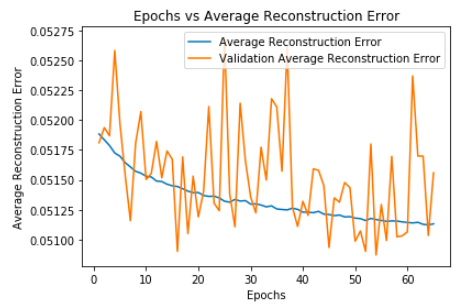 Epochs vs Average Reconstruction Error
Average Reconstruction Error
Validation Average Reconstruction Error
Average Reconstruction Error
0.05275
0.05250
0.05225
0.05200
0.05175
0.05150
0.05125
0.05100
0 10 20 30 40 50 60
Epochs